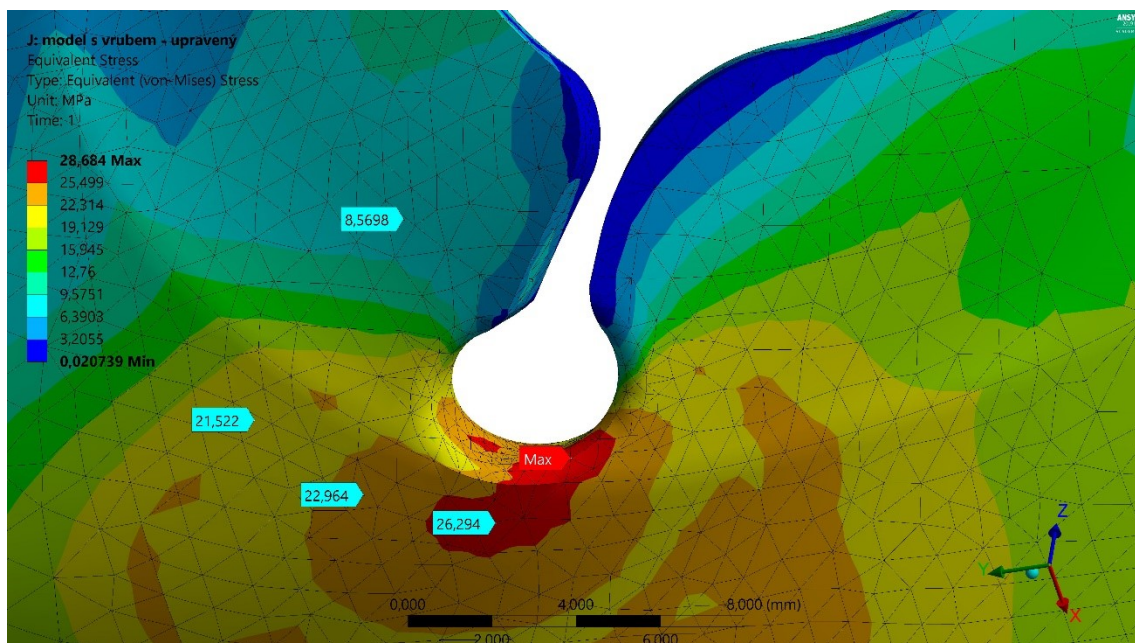 J: model s vrubem - upravený
Equivalent Stress
Type: Equivalent (von-Mises) Stress
Unit: MPa
Time: 1
28,684 Max
25,499
22,314
19,129
15,945
12,76
9,5751
6,3903
3,2055
0,020739 Min
8,5698
21,522
Max
22,964
26,294
Z
Y
X
0,000
4,000
8,000 (mm)
2,000
6,000